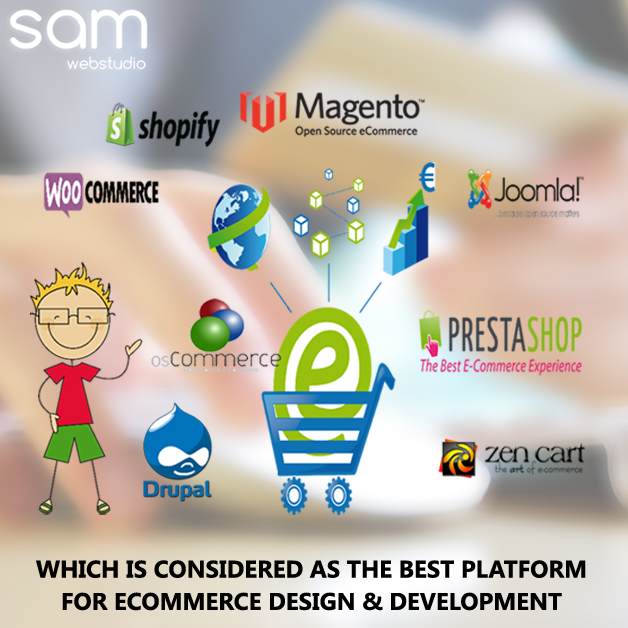 sam
webstudio
shopify
Magento™
Open Source eCommerce
WOO COMMERCE
Joomla!
...because open source matters
€
osCommerce
PRESTASHOP
The Best E-Commerce Experience
e
Drupal
zen cart
the art of e-commerce
WHICH IS CONSIDERED AS THE BEST PLATFORM
FOR ECOMMERCE DESIGN & DEVELOPMENT